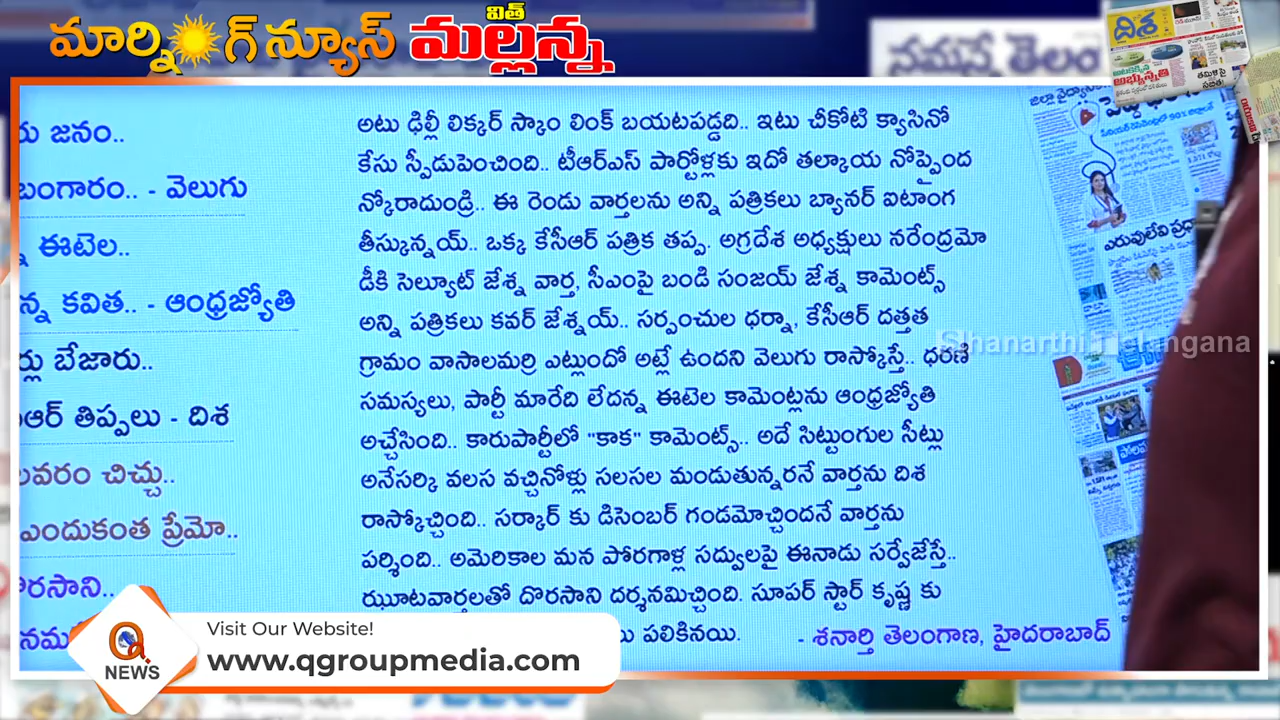 మార్నింగ్ న్యూస్ విత్ మల్లన్న
దిశ
జనం..
బంగారం.. - వెలుగు
ఈటెల..
న్న కవిత.. - ఆంధ్రజ్యోతి
బేజారు..
ఆర్ తిప్పలు - దిశ
లవరం చిచ్చు..
ఎందుకంత ప్రేమో..
అటు ఢిల్లీ లిక్కర్ స్కాం లింక్ బయటపడ్డది.. ఇటు చీకోటి క్యాసినో
కేసు స్పీడుపెంచింది.. టీఆర్ఎస్ పార్టోళ్లకు ఇదో తల్కాయ నోప్పైంద
న్కోరాదుండ్రి.. ఈ రెండు వార్తలను అన్ని పత్రికలు బ్యానర్ ఐటాంగ
తీస్కున్నయ్.. ఒక్క కేసీఆర్ పత్రిక తప్ప. అగ్రదేశ అధ్యక్షులు నరేంద్రమో
డీకి సెల్యూట్ జేశ్న వార్త, సీఎంపై బండి సంజయ్ జేశ్న కామెంట్స్
అన్ని పత్రికలు కవర్ జేశ్నయ్.. సర్పంచుల ధర్నా, కేసీఆర్ దత్తత
గ్రామం వాసాలమర్రి ఎట్లుందో అట్లే ఉందని వెలుగు రాస్కోస్తే.. ధరణి
సమస్యలు, పార్టీ మారేది లేదన్న ఈటెల కామెంట్లను ఆంధ్రజ్యోతి
అచ్చేసింది.. కారుపార్టీలో "కాక" కామెంట్స్.. అదే సిట్టుంగుల సీట్లు
అనేసర్కి వలస వచ్చినోళ్లు సలసల మండుతున్నరనే వార్తను దిశ
రాస్కోచ్చింది.. సర్కార్ కు డిసెంబర్ గండమోచ్చిందనే వార్తను
పర్శింది.. అమెరికాల మన పోరగాళ్ల సద్వులపై ఈనాడు సర్వేజేస్తే..
ఝూటవార్తలతో దొరసాని దర్శనమిచ్చింది. సూపర్ స్టార్ కృష్ణ కు
పలికినయి. - శనార్తి తెలంగాణ, హైదరాబాద్
Shanarthi Telangana
Q NEWS
Visit Our Website!
www.qgroupmedia.com